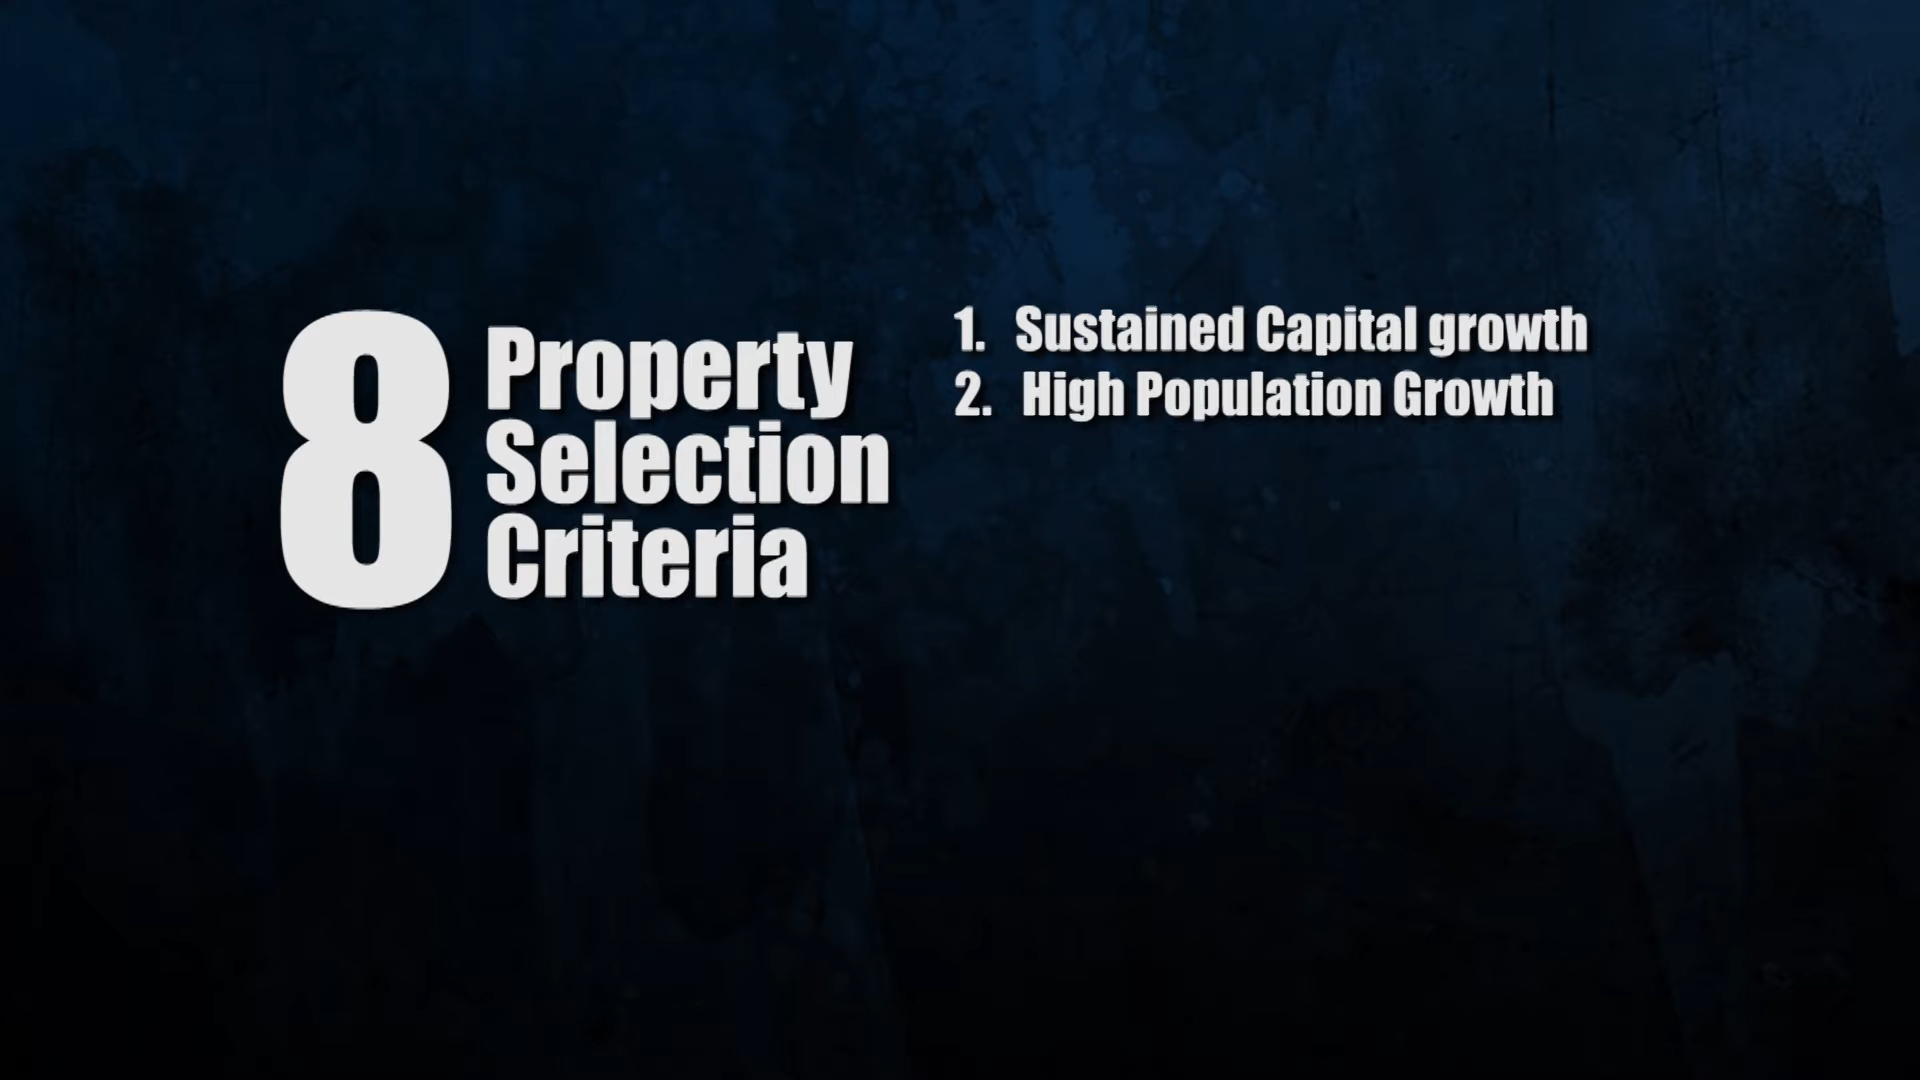 8
Property
Selection
Criteria
1. Sustained Capital growth
2. High Population Growth